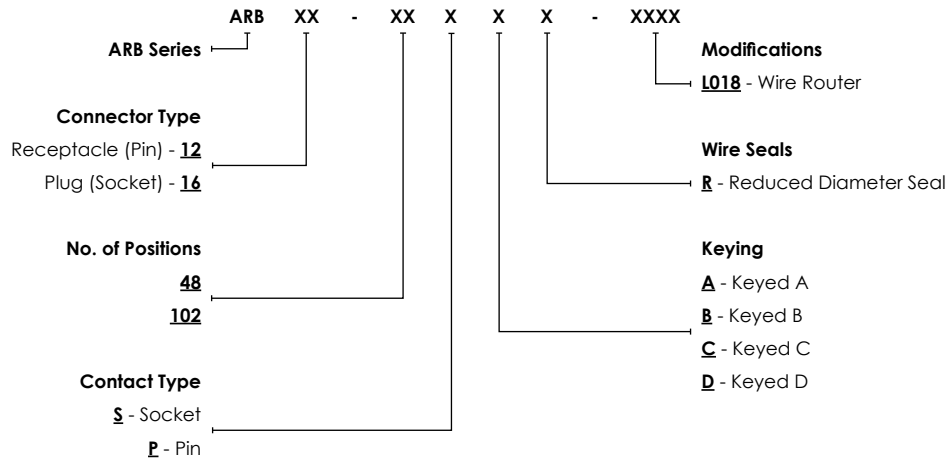 ARB XX - XX X X X - XXXX
ARB Series
Connector Type
Receptacle (Pin) - 12
Plug (Socket) - 16
No. of Positions
48
102
Contact Type
S - Socket
P - Pin
Modifications
L018 - Wire Router
Wire Seals
R - Reduced Diameter Seal
Keying
A - Keyed A
B - Keyed B
C - Keyed C
D - Keyed D